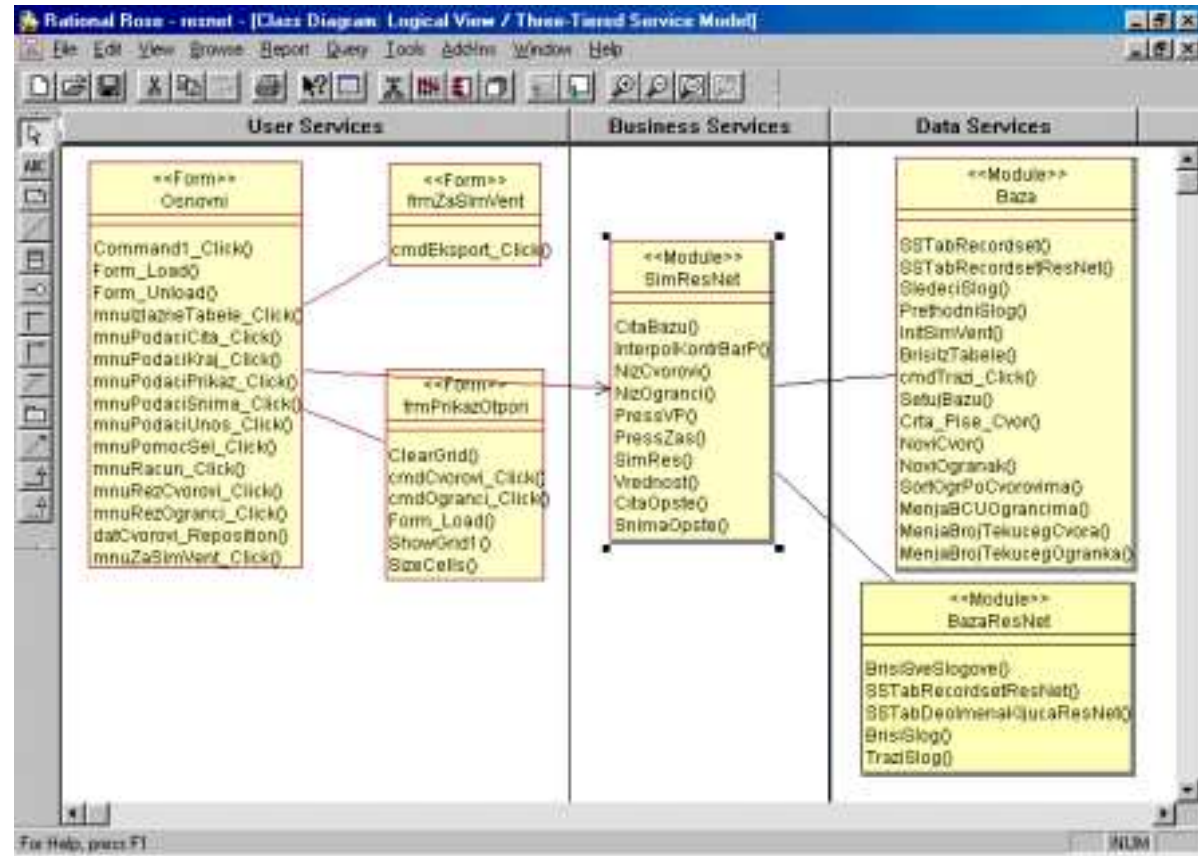 Rational Rose - resnet - [Class Diagram: Logical View / Three-Tiered Service Model]
File Edit View Browse Report Query Tools AddIns Window Help
ABC
User Services
Business Services
Data Services
<<Form>>
Osnovni
Command1_Click()
Form_Load()
Form_Unload()
mnuIzlazneTabele_Click()
mnuPodaciCita_Click()
mnuPodaciKraj_Click()
mnuPodaciPrikaz_Click()
mnuPodaciSnima_Click()
mnuPodaciUnos_Click()
mnuPomocSel_Click()
mnuRacun_Click()
mnuRezCvorovi_Click()
mnuRezOgranci_Click()
datCvorovi_Reposition()
mnuZaSimVent_Click()
<<Form>>
frmZaSimVent
cmdEksport_Click()
<<Form>>
frmPrikazOtpori
ClearGrid()
cmdCvorovi_Click()
cmdOgranci_Click()
Form_Load()
ShowGrid1()
SizeCells()
<<Module>>
SimResNet
CitaBazu()
InterpolKontrBarP()
NizCvorovi()
NizOgranci()
PressVP()
PressZas()
SimRes()
Vrednost()
CitaOpste()
SnimaOpste()
<<Module>>
Baza
SSTabRecordset()
SSTabRecordsetResNet()
SledeciSlog()
PrethodniSlog()
InitSimVent()
BrisiIzTabele()
cmdTrazi_Click()
SetujBazu()
Crta_Pise_Cvor()
NoviCvor()
NoviOgranak()
SortOgrPoCvorovima()
MenjaBCUOgrancima()
MenjaBrojTekucegCvora()
MenjaBrojTekucegOgranka()
<<Module>>
BazaResNet
BrisiSveSlogove()
SSTabRecordsetResNet()
SSTabDeoImenaKljucaResNet()
BrisiSlog()
TraziSlog()
For Help, press F1
NUM